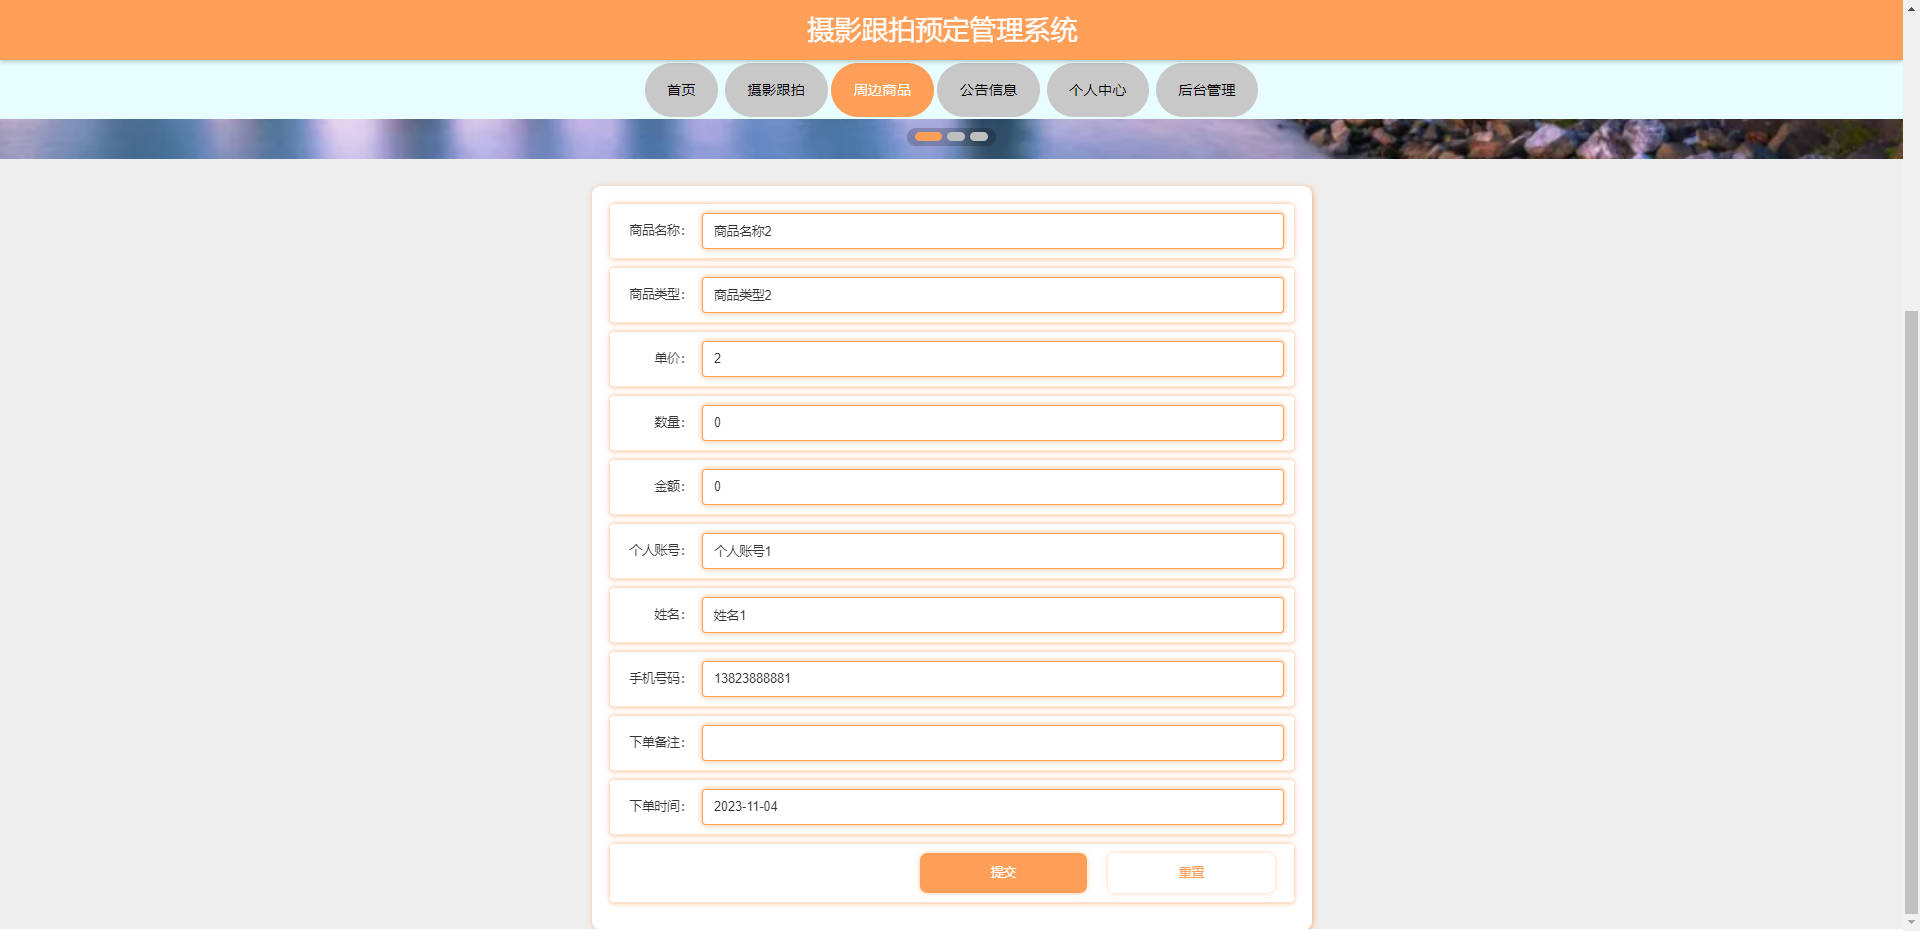 摄影跟拍预定管理系统
首页 摄影跟拍 周边商品 公告信息 个人中心 后台管理
商品名称： 商品名称2
商品类型： 商品类型2
单价： 2
数量： 0
金额： 0
个人账号： 个人账号1
姓名： 姓名1
手机号码： 13823888881
下单备注：
下单时间： 2023-11-04
提交 重置